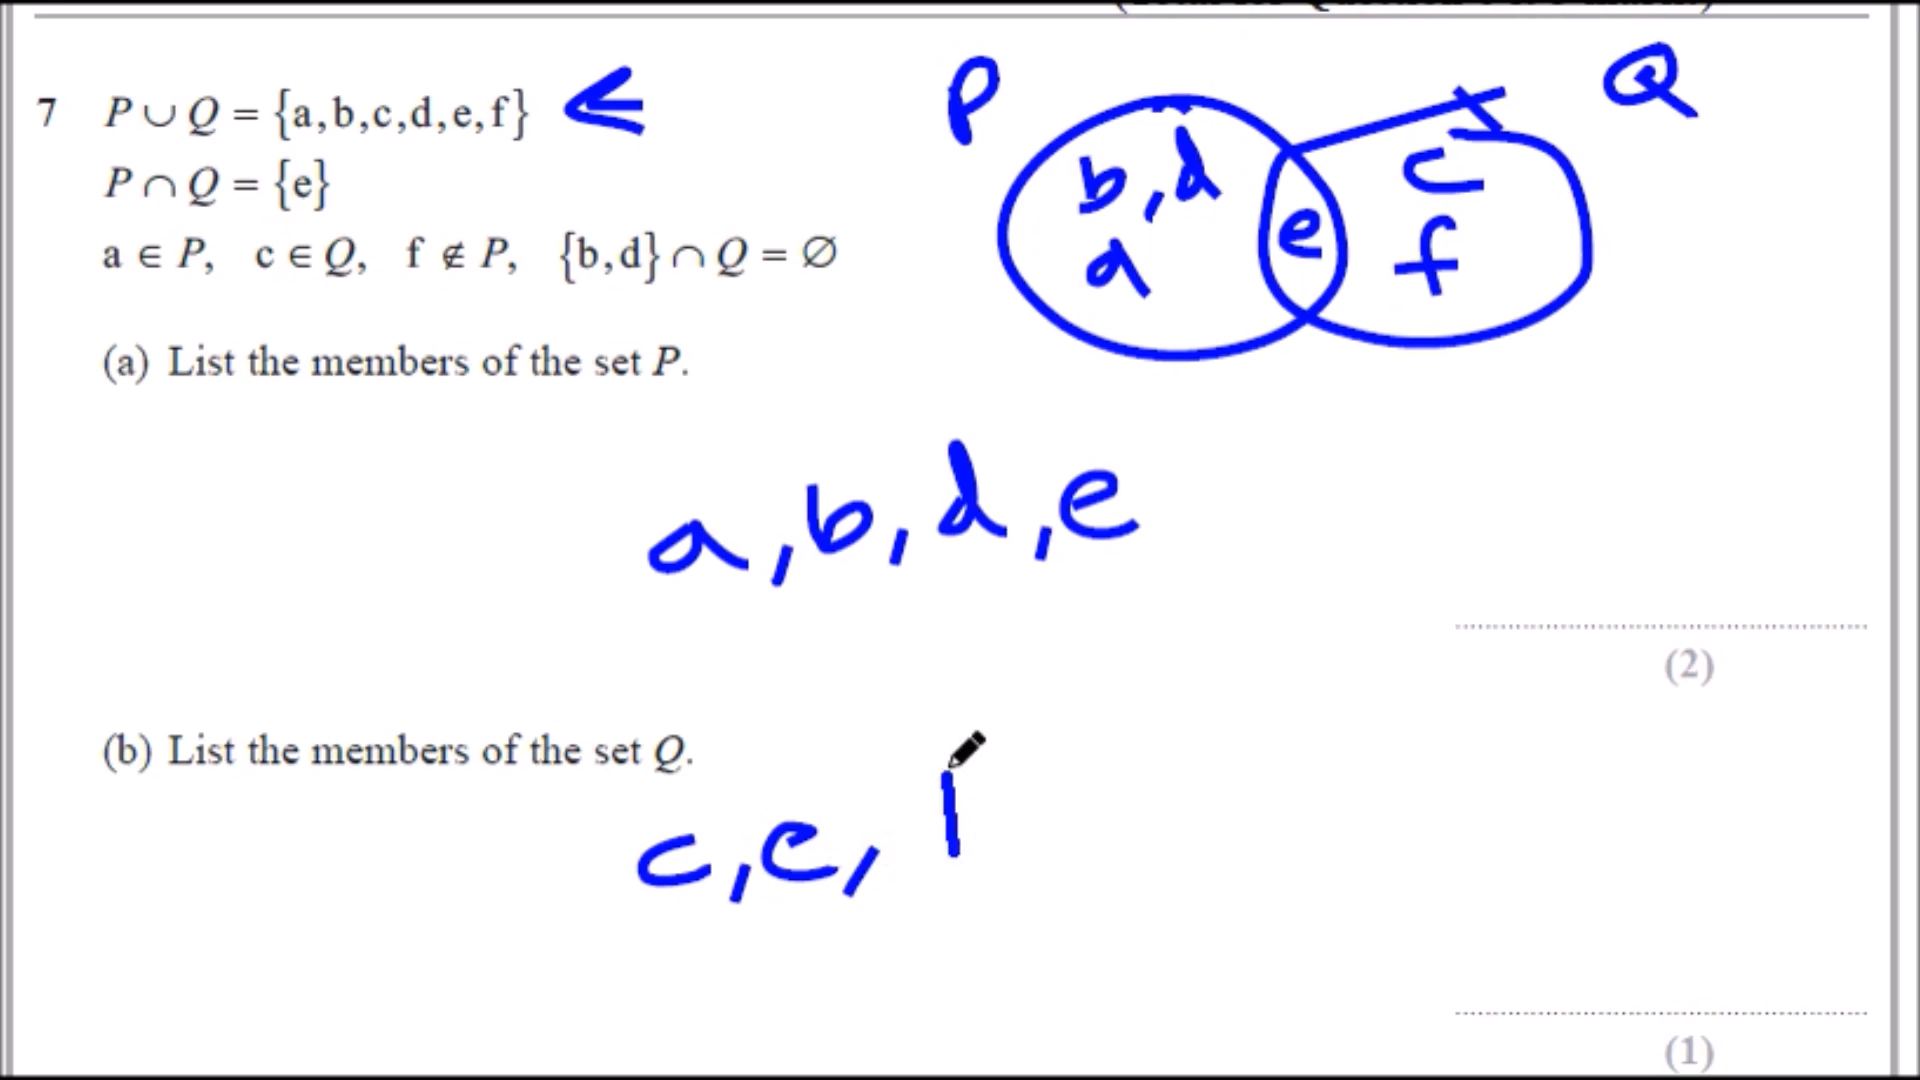 P Q
7 P ∪ Q = {a,b,c,d,e,f} <
b,d c
P ∩ Q = {e}
a e f
a ∈ P, c ∈ Q, f ∉ P, {b,d} ∩ Q = ∅
(a) List the members of the set P.
a,b,d,e
(2)
(b) List the members of the set Q.
c,e,
(1)